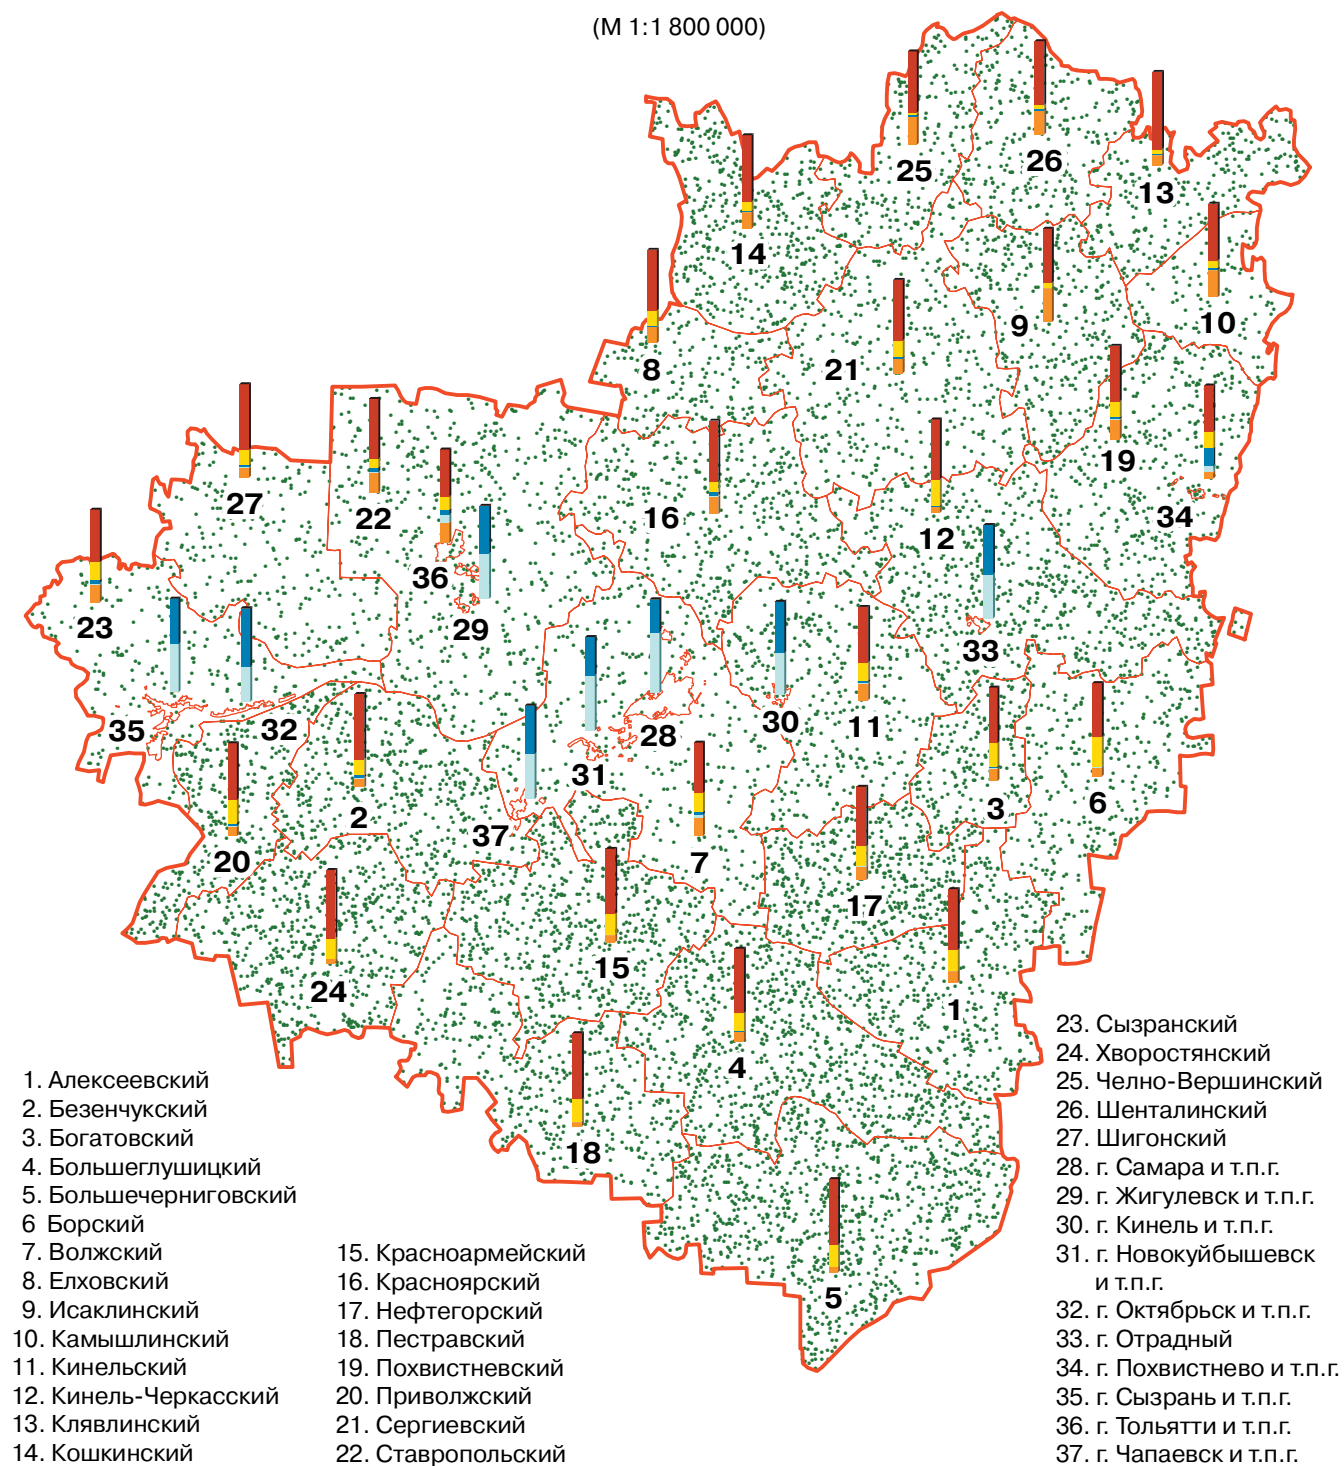 (М 1:1 800 000)
25
26
13
14
10
9
8
21
19
27
22
16
34
12
36
23
29
33
35
32
28
30
11
31
2
37
3
6
20
7
17
15
24
1
4
18
5
1. Алексеевский
2. Безенчукский
3. Богатовский
4. Большеглушицкий
5. Большечерниговский
6 Борский
7. Волжский
8. Елховский
9. Исаклинский
10. Камышлинский
11. Кинельский
12. Кинель-Черкасский
13. Клявлинский
14. Кошкинский
15. Красноармейский
16. Красноярский
17. Нефтегорский
18. Пестравский
19. Похвистневский
20. Приволжский
21. Сергиевский
22. Ставропольский
23. Сызранский
24. Хворостянский
25. Челно-Вершинский
26. Шенталинский
27. Шигонский
28. г. Самара и т.п.г.
29. г. Жигулевск и т.п.г.
30. г. Кинель и т.п.г.
31. г. Новокуйбышевск
и т.п.г.
32. г. Октябрьск и т.п.г.
33. г. Отрадный
34. г. Похвистнево и т.п.г.
35. г. Сызрань и т.п.г.
36. г. Тольятти и т.п.г.
37. г. Чапаевск и т.п.г.